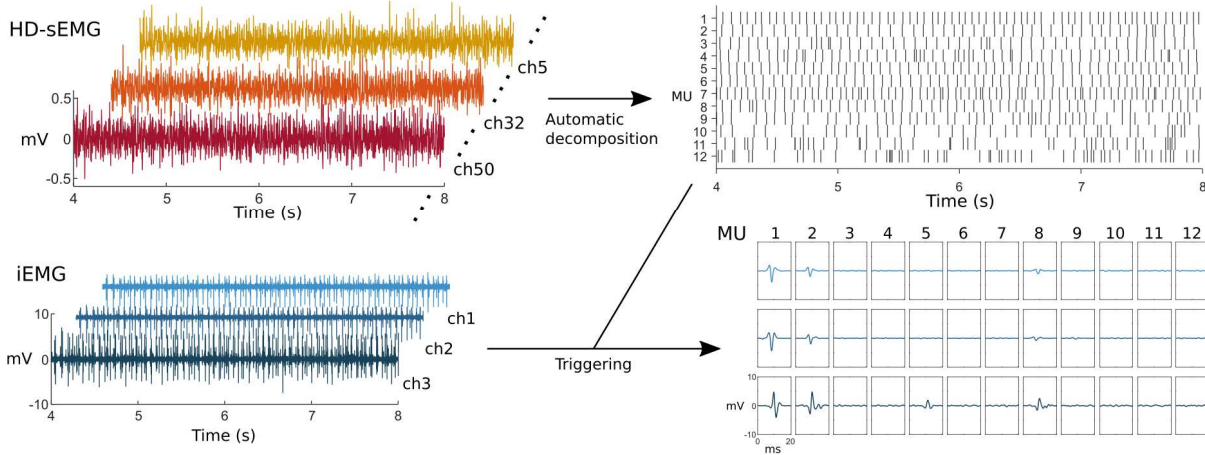 HD-sEMG
0.5
mV 0
-0.5
4 5 6 7 8
Time (s)
ch5
ch32
ch50
Automatic
decomposition
MU
1
2
3
4
5
6
7
8
9
10
11
12
4 5 6 7 8
Time (s)
iEMG
10
mV 0
-10
4 5 6 7 8
Time (s)
ch1
ch2
ch3
Triggering
MU 1 2 3 4 5 6 7 8 9 10 11 12
10
mV 0
-10
0 20
ms